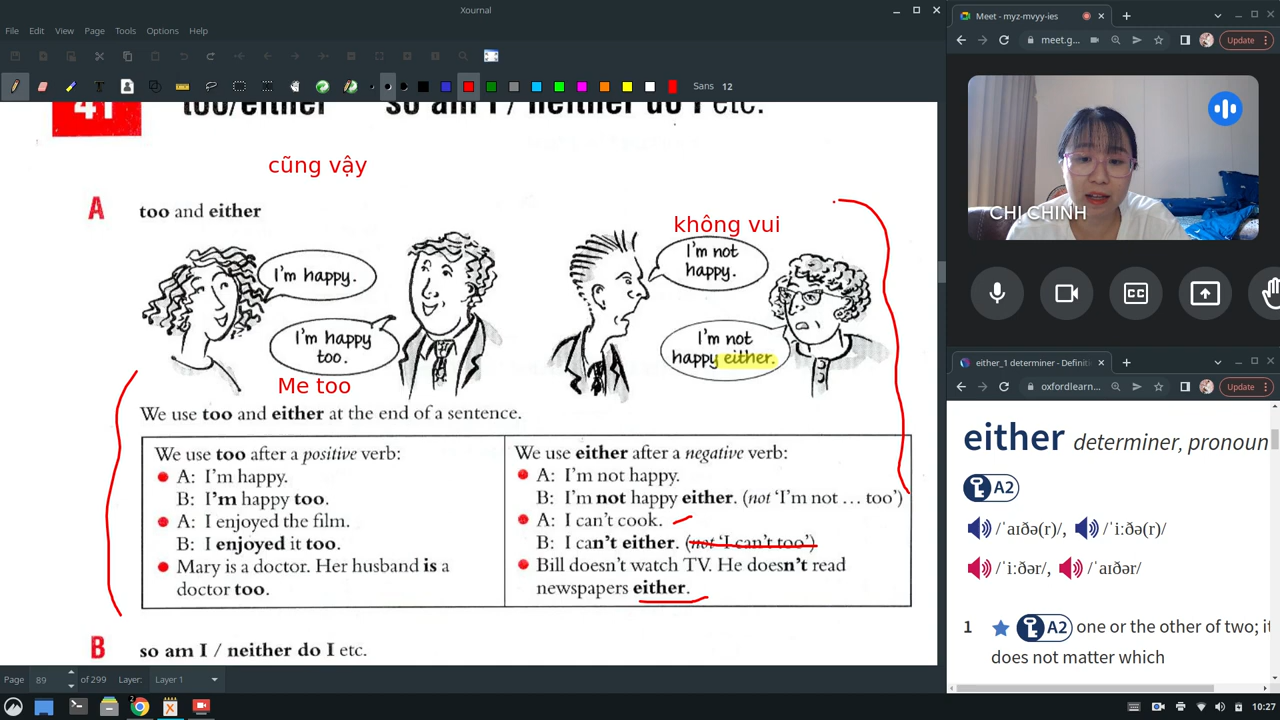 Xournal
File Edit View Page Tools Options Help
Sans 12
41 too/either so am I / neither do I etc.
cũng vậy
A too and either
I'm happy.
I'm happy
too.
Me too
không vui
I'm not
happy.
I'm not
happy either.
We use too and either at the end of a sentence.
We use too after a positive verb:
A: I'm happy.
B: I'm happy too.
A: I enjoyed the film.
B: I enjoyed it too.
Mary is a doctor. Her husband is a
doctor too.
We use either after a negative verb:
A: I'm not happy.
B: I'm not happy either. (not 'I'm not … too')
A: I can't cook.
B: I can't either. (not 'I can't too')
Bill doesn't watch TV. He doesn't read
newspapers either.
B so am I / neither do I etc.
Page 89 of 299 Layer: Layer 1
Meet - myz-mvyy-ies
meet.g... Update
CHỊ CHINH
CC
either_1 determiner - Definiti
oxfordlearn... Update
either determiner, pronoun
A2
/ˈaɪðə(r)/, /ˈiːðə(r)/
/ˈiːðər/, /ˈaɪðər/
1 A2 one or the other of two; it
does not matter which
2
10:27